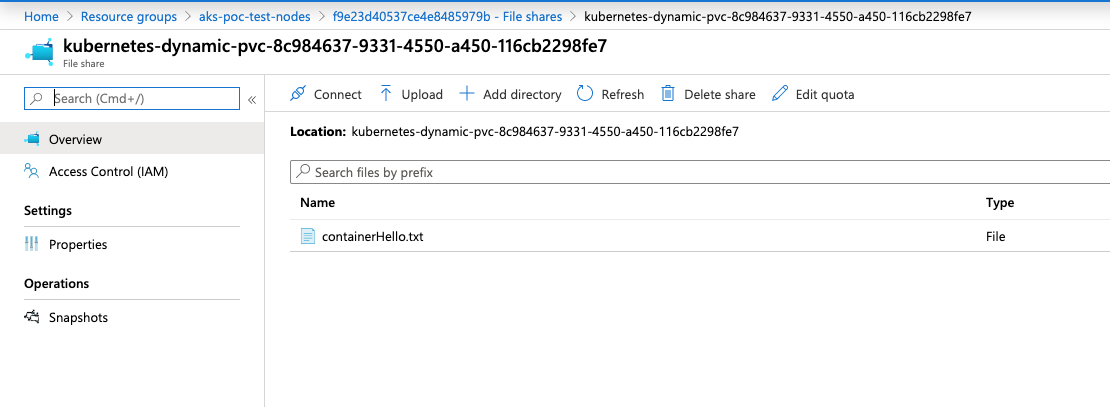 Home > Resource groups > aks-poc-test-nodes > f9e23d40537ce4e8485979b - File shares > kubernetes-dynamic-pvc-8c984637-9331-4550-a450-116cb2298fe7
kubernetes-dynamic-pvc-8c984637-9331-4550-a450-116cb2298fe7
File share
Search (Cmd+/)
«
Overview
Access Control (IAM)
Settings
Properties
Operations
Snapshots
Connect Upload Add directory Refresh Delete share Edit quota
Location: kubernetes-dynamic-pvc-8c984637-9331-4550-a450-116cb2298fe7
Search files by prefix
Name Type
containerHello.txt File